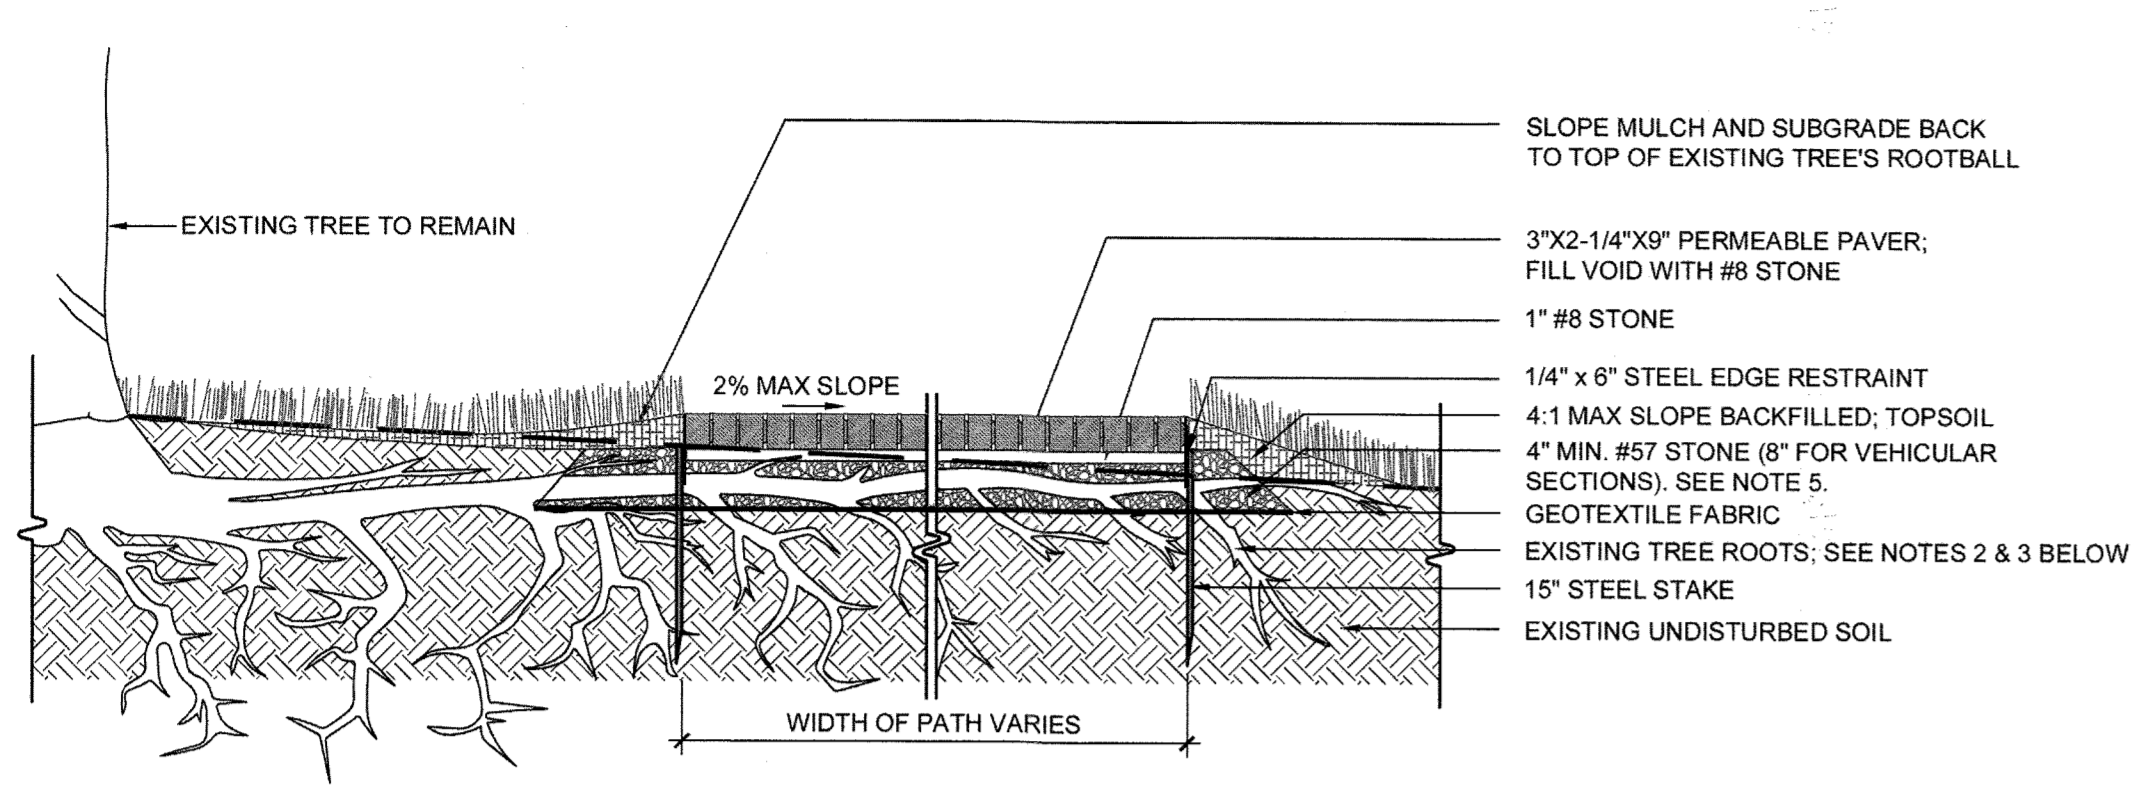 SLOPE MULCH AND SUBGRADE BACK
TO TOP OF EXISTING TREE'S ROOTBALL
EXISTING TREE TO REMAIN
3"X2-1/4"X9" PERMEABLE PAVER;
FILL VOID WITH #8 STONE
1" #8 STONE
2% MAX SLOPE
1/4" x 6" STEEL EDGE RESTRAINT
4:1 MAX SLOPE BACKFILLED; TOPSOIL
4" MIN. #57 STONE (8" FOR VEHICULAR
SECTIONS). SEE NOTE 5.
GEOTEXTILE FABRIC
EXISTING TREE ROOTS; SEE NOTES 2 & 3 BELOW
15" STEEL STAKE
EXISTING UNDISTURBED SOIL
WIDTH OF PATH VARIES